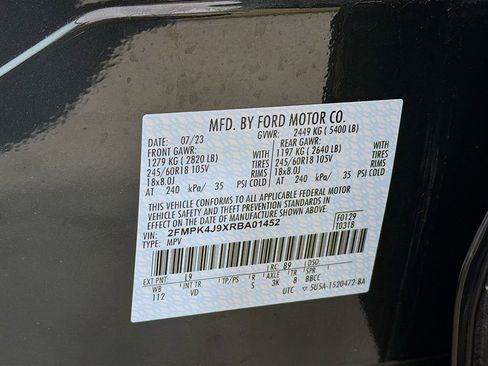 MFD. BY FORD MOTOR CO.
DATE: 07/23 GVWR: 2449 KG (5400 LB)
FRONT GAWR: REAR GAWR:
1279 KG (2820 LB) WITH 1197 KG (2640 LB) WITH
245/60R18 105V TIRES 245/60R18 105V TIRES
18x8.0J RIMS 18x8.0J RIMS
AT 240 kPa/ 35 PSI COLD AT 240 kPa/ 35 PSI COLD
THIS VEHICLE CONFORMS TO ALL APPLICABLE FEDERAL MOTOR
VEHICLE SAFETY AND THEFT PREVENTION STANDARDS IN EFFECT ON
THE DATE OF MANUFACTURE SHOWN ABOVE.
VIN: 2FMPK4J9XRBA01452 F0129
TYPE: MPV T0318
EXT PNT L9 RC: 89 DSO:
WB INT TR TP/PS R AXLE TR SPR
112 VD S 3K 8 BBCC
UTC 5U5A-1520472-BA